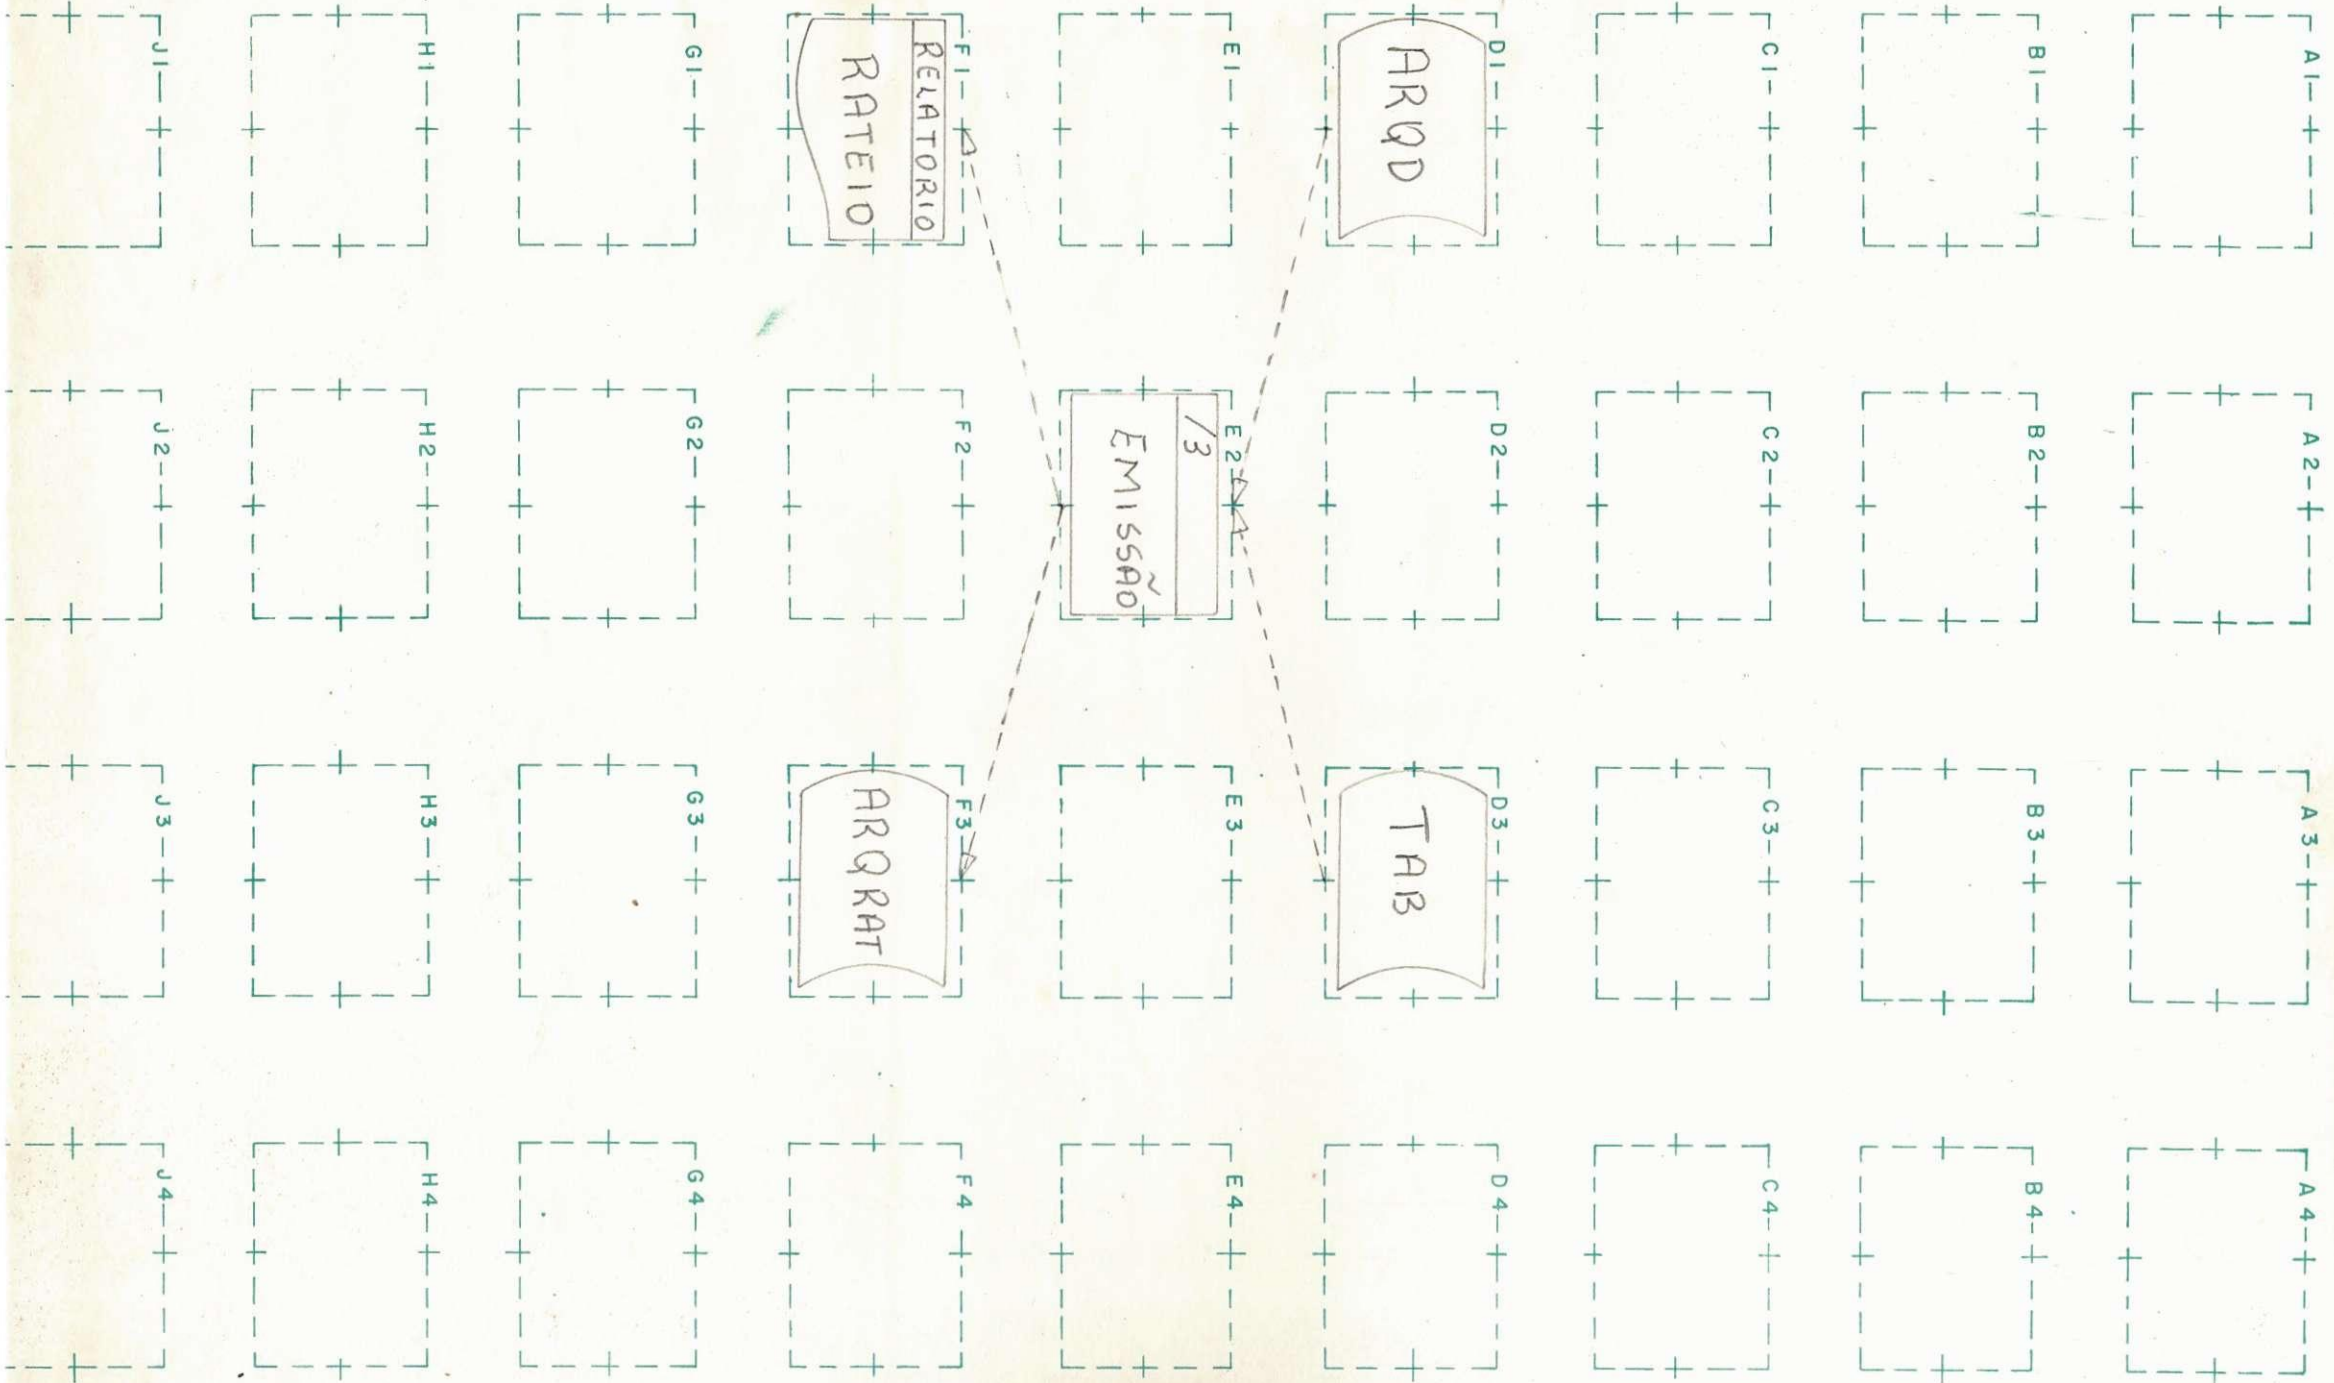 A1
A2
A3
A4
B1
B2
B3
B4
C1
C2
C3
C4
D1
ARQD
D2
D3
TAB
D4
E1
E2
/3
EMISSÃO
E3
E4
F1
RELATORIO
RATEIO
F2
F3
ARQRAT
F4
G1
G2
G3
G4
H1
H2
H3
H4
J1
J2
J3
J4